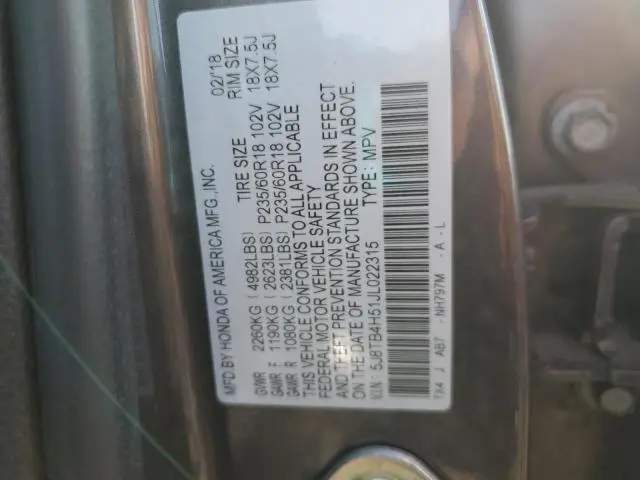 MFD.BY HONDA OF AMERICA MFG.,INC. 02/'18
TIRE SIZE RIM SIZE
GVWR 2260KG ( 4982LBS) P235/60R18 102V 18X7.5J
GAWR F 1190KG ( 2623LBS) P235/60R18 102V 18X7.5J
GAWR R 1080KG ( 2381LBS)
THIS VEHICLE CONFORMS TO ALL APPLICABLE
FEDERAL MOTOR VEHICLE SAFETY
AND THEFT PREVENTION STANDARDS IN EFFECT
ON THE DATE OF MANUFACTURE SHOWN ABOVE.
V.I.N: 5J8TB4H51JL022315 TYPE: MPV
TX4 J AB7 - NH797M - A - L